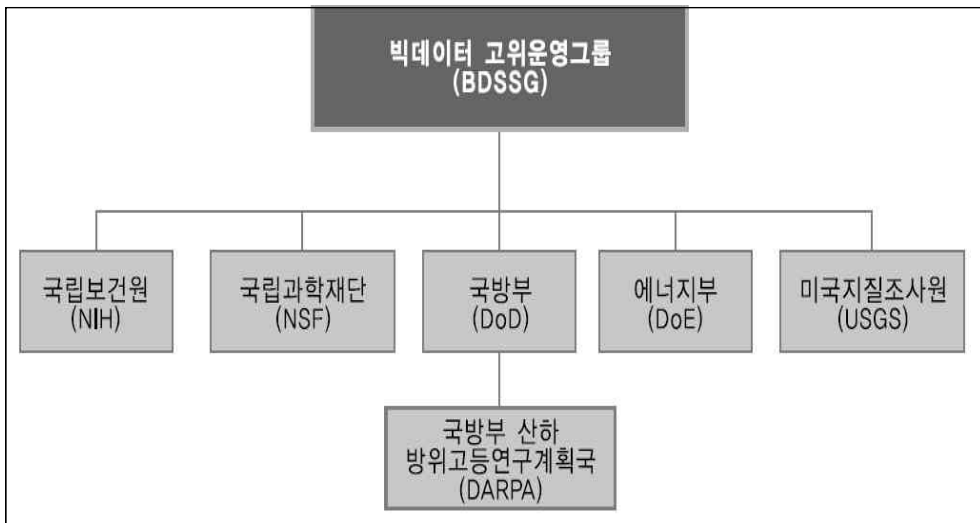 빅데이터 고위운영그룹
(BDSSG)
국립보건원
(NIH)
국립과학재단
(NSF)
국방부
(DoD)
에너지부
(DoE)
미국지질조사원
(USGS)
국방부 산하
방위고등연구계획국
(DARPA)